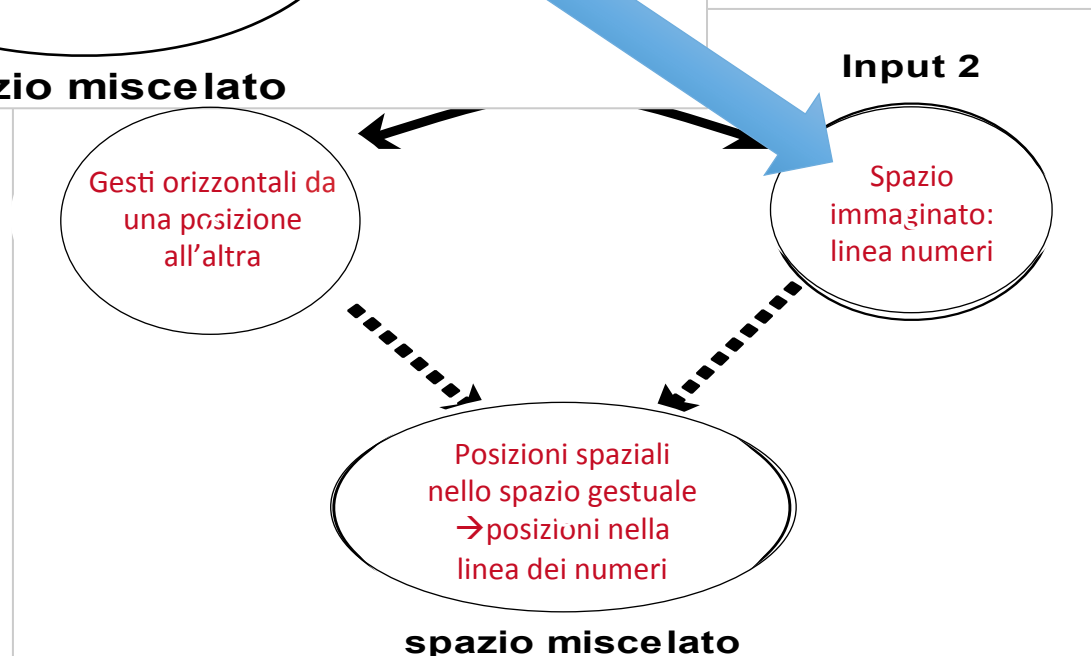 zio miscelato
Input 2
Gesti orizzontali da
una posizione
all'altra
Spazio
immaginato:
linea numeri
Posizioni spaziali
nello spazio gestuale
→posizioni nella
linea dei numeri
spazio miscelato